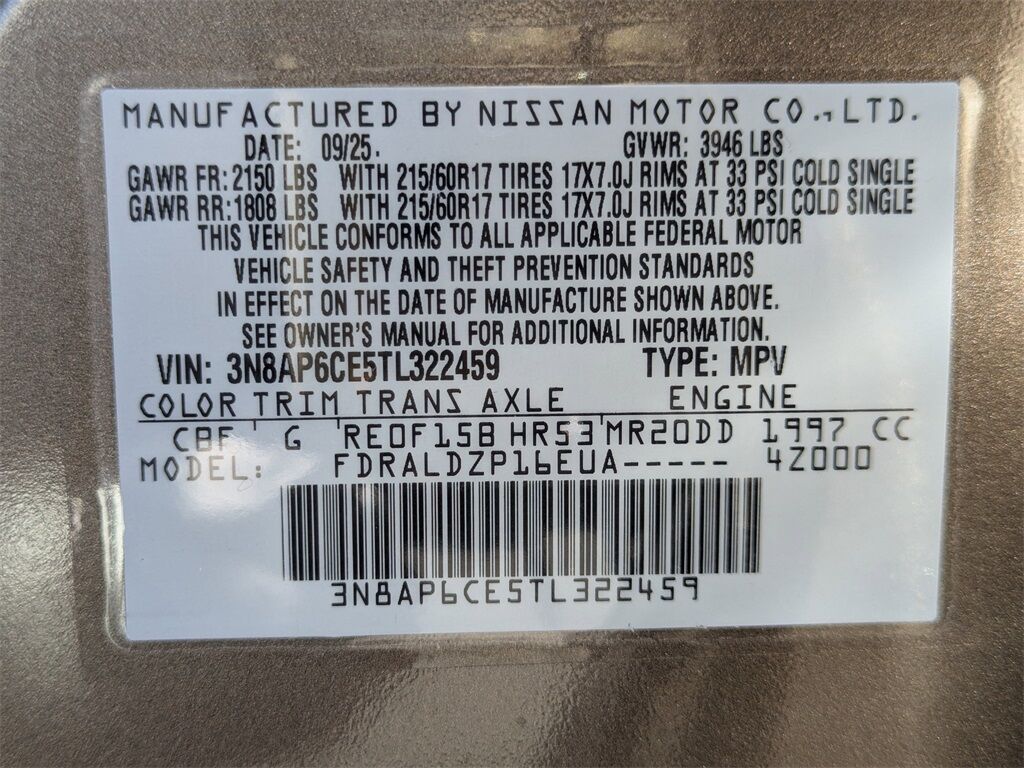 MANUFACTURED BY NISSAN MOTOR CO., LTD.
DATE: 09/25. GVWR: 3946 LBS
GAWR FR: 2150 LBS WITH 215/60R17 TIRES 17X7.0J RIMS AT 33 PSI COLD SINGLE
GAWR RR: 1808 LBS WITH 215/60R17 TIRES 17X7.0J RIMS AT 33 PSI COLD SINGLE
THIS VEHICLE CONFORMS TO ALL APPLICABLE FEDERAL MOTOR
VEHICLE SAFETY AND THEFT PREVENTION STANDARDS
IN EFFECT ON THE DATE OF MANUFACTURE SHOWN ABOVE.
SEE OWNER'S MANUAL FOR ADDITIONAL INFORMATION.
VIN: 3N8AP6CE5TL322459 TYPE: MPV
COLOR TRIM TRANS AXLE ENGINE
CBF G RE0F15B HR53 MR20DD 1997 CC
MODEL: FDRALDZP16EUA----- 4Z000
3N8AP6CE5TL322459